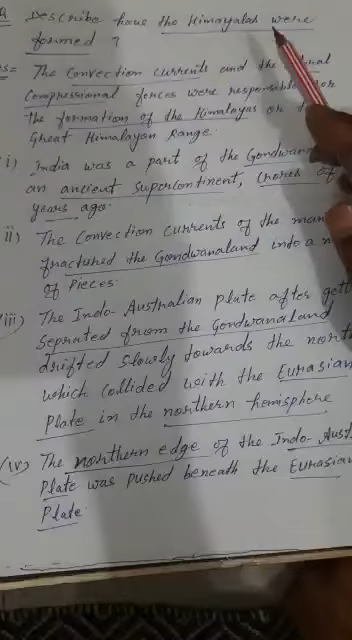 Q Describe how the Himayalas were
formed ?
Ans= The Convection currents and the
Compressional forces were responsible for
the formation of the Himalayas or
Great Himalayan Range.
i) India was a part of the Gondwana
an ancient Supercontinent, Crores of
years ago.
ii) The Convection currents of the man
fractured the Gondwanaland into a n
of Pieces.
iii) The Indo-Australian plate after gett
Seprated from the Gondwanaland
drifted slowly towards the north
which collided with the Eurasian
Plate in the northern hemisphere
(iv) The northern edge of the Indo-Aust
Plate was pushed beneath the Eurasian
Plate.